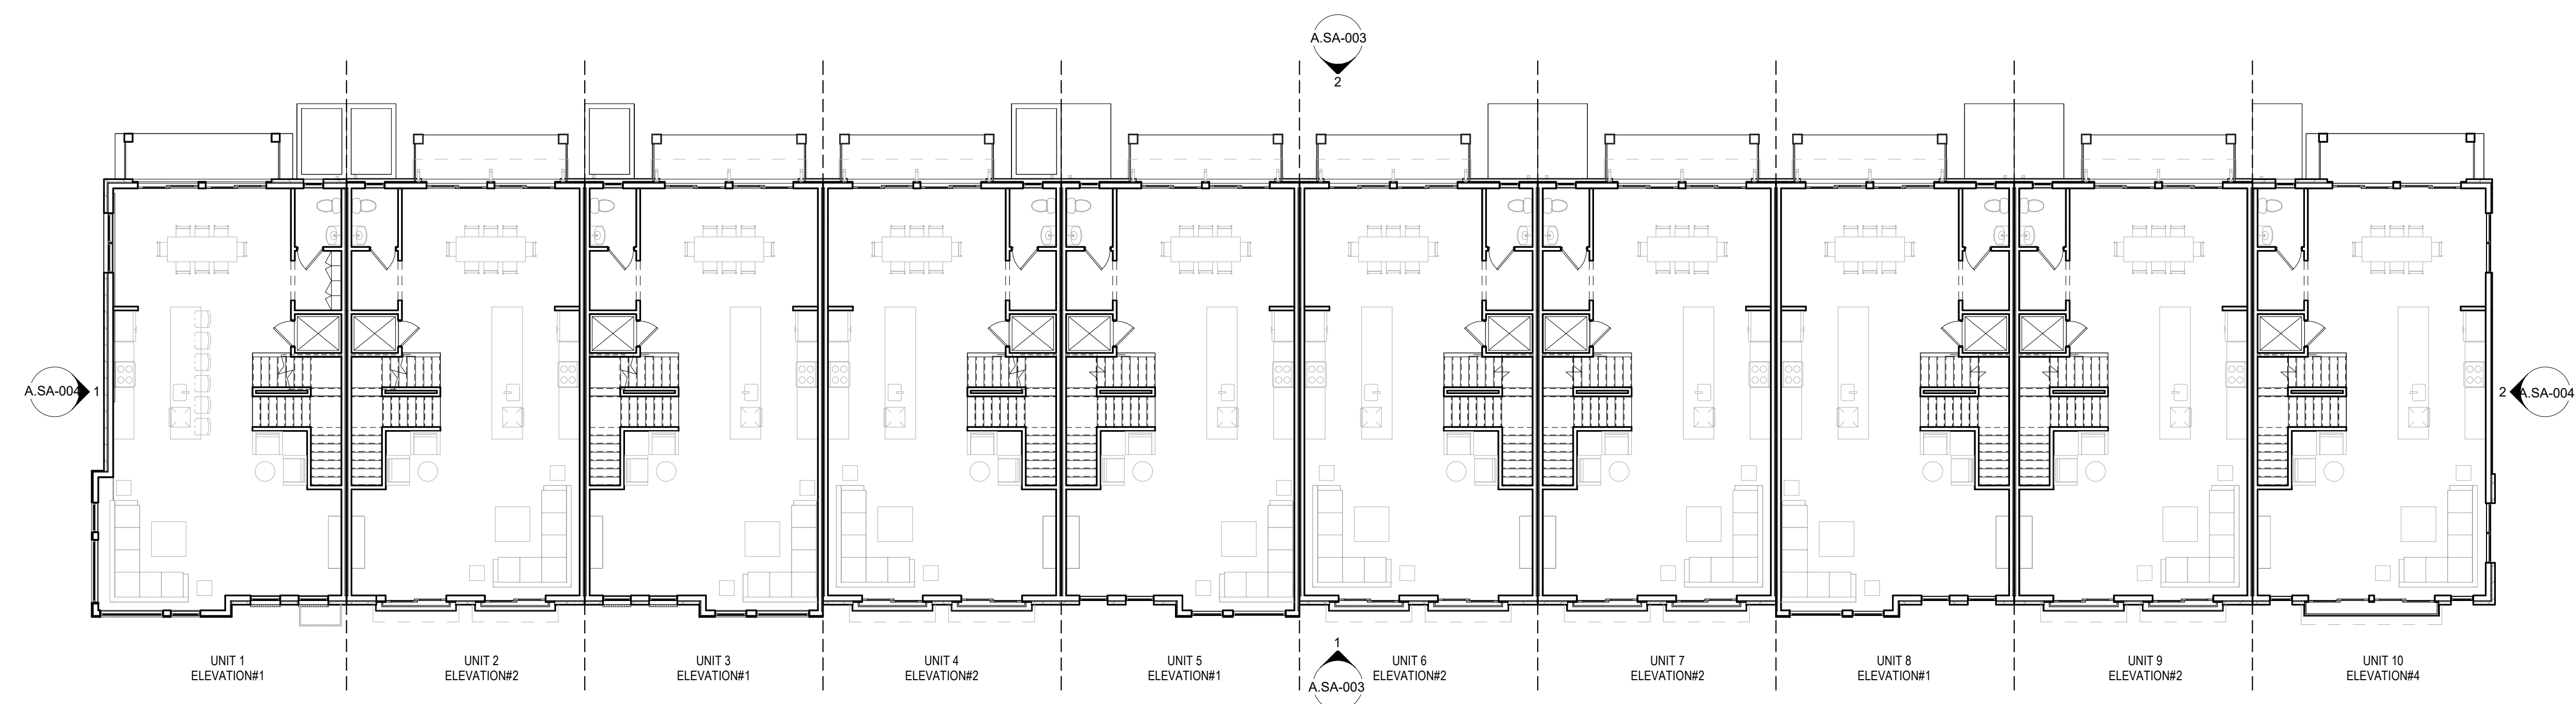 A.SA-003
2
A.SA-004
1
2
A.SA-004
UNIT 1
ELEVATION#1
UNIT 2
ELEVATION#2
UNIT 3
ELEVATION#1
UNIT 4
ELEVATION#2
UNIT 5
ELEVATION#1
1
A.SA-003
UNIT 6
ELEVATION#2
UNIT 7
ELEVATION#2
UNIT 8
ELEVATION#1
UNIT 9
ELEVATION#2
UNIT 10
ELEVATION#4